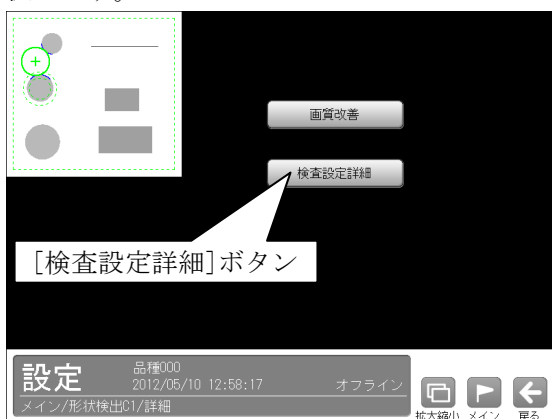 画質改善
検査設定詳細
[検査設定詳細]ボタン
設定
品種000
2012/05/10 12:58:17
オフライン
メイン/形状検出C1/詳細
拡大縮小 メイン 戻る